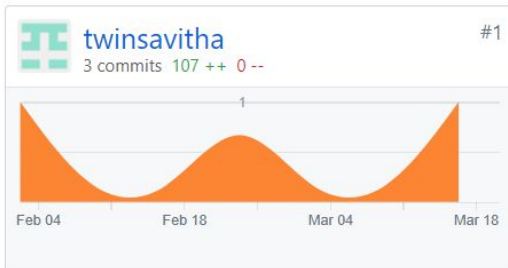 twinsavitha
#1
3 commits 107 ++ 0 --
1
Feb 04 Feb 18 Mar 04 Mar 18